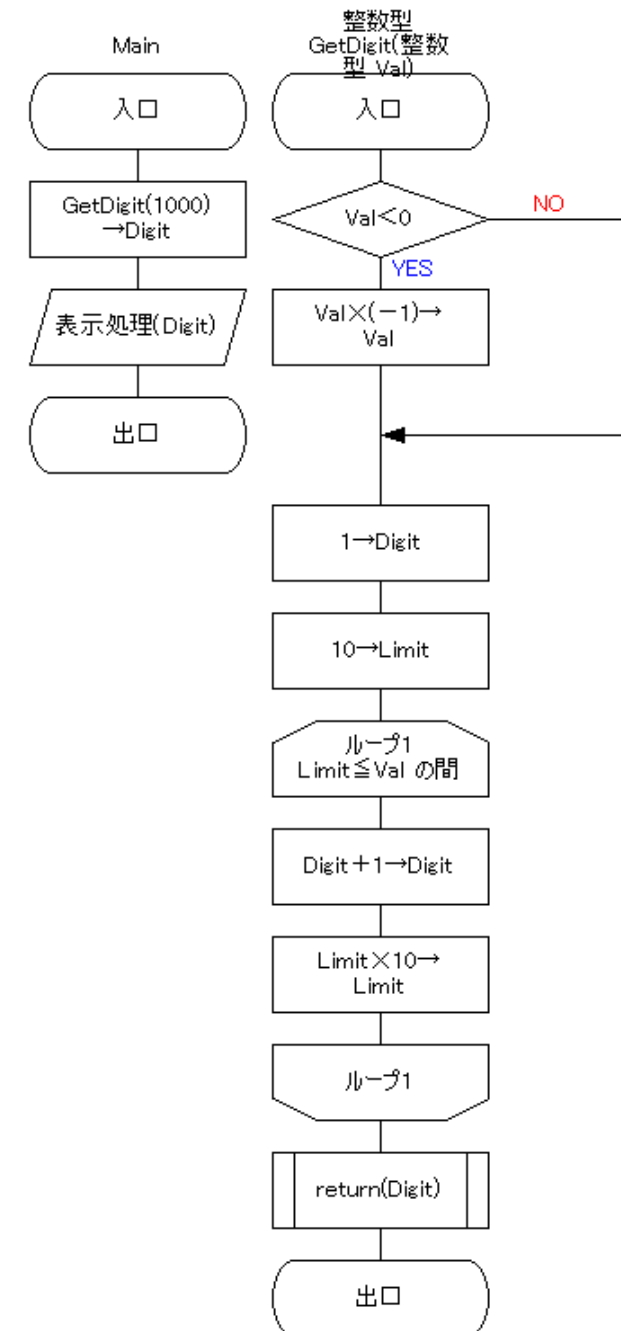 Main
入口
GetDigit(1000)
→Digit
表示処理(Digit)
出口
整数型
GetDigit(整数
型 Val)
入口
Val＜0
NO
YES
Val×(－1)→
Val
1→Digit
10→Limit
ループ1
Limit≦Val の間
Digit＋1→Digit
Limit×10→
Limit
ループ1
return(Digit)
出口